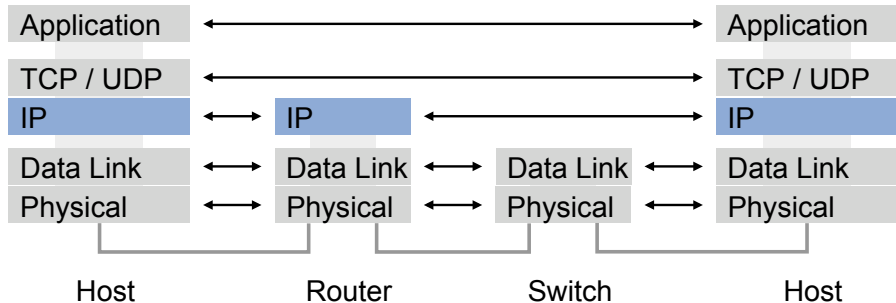 Application Application
TCP / UDP TCP / UDP
IP IP IP
Data Link Data Link Data Link Data Link
Physical Physical Physical Physical
Host Router Switch Host